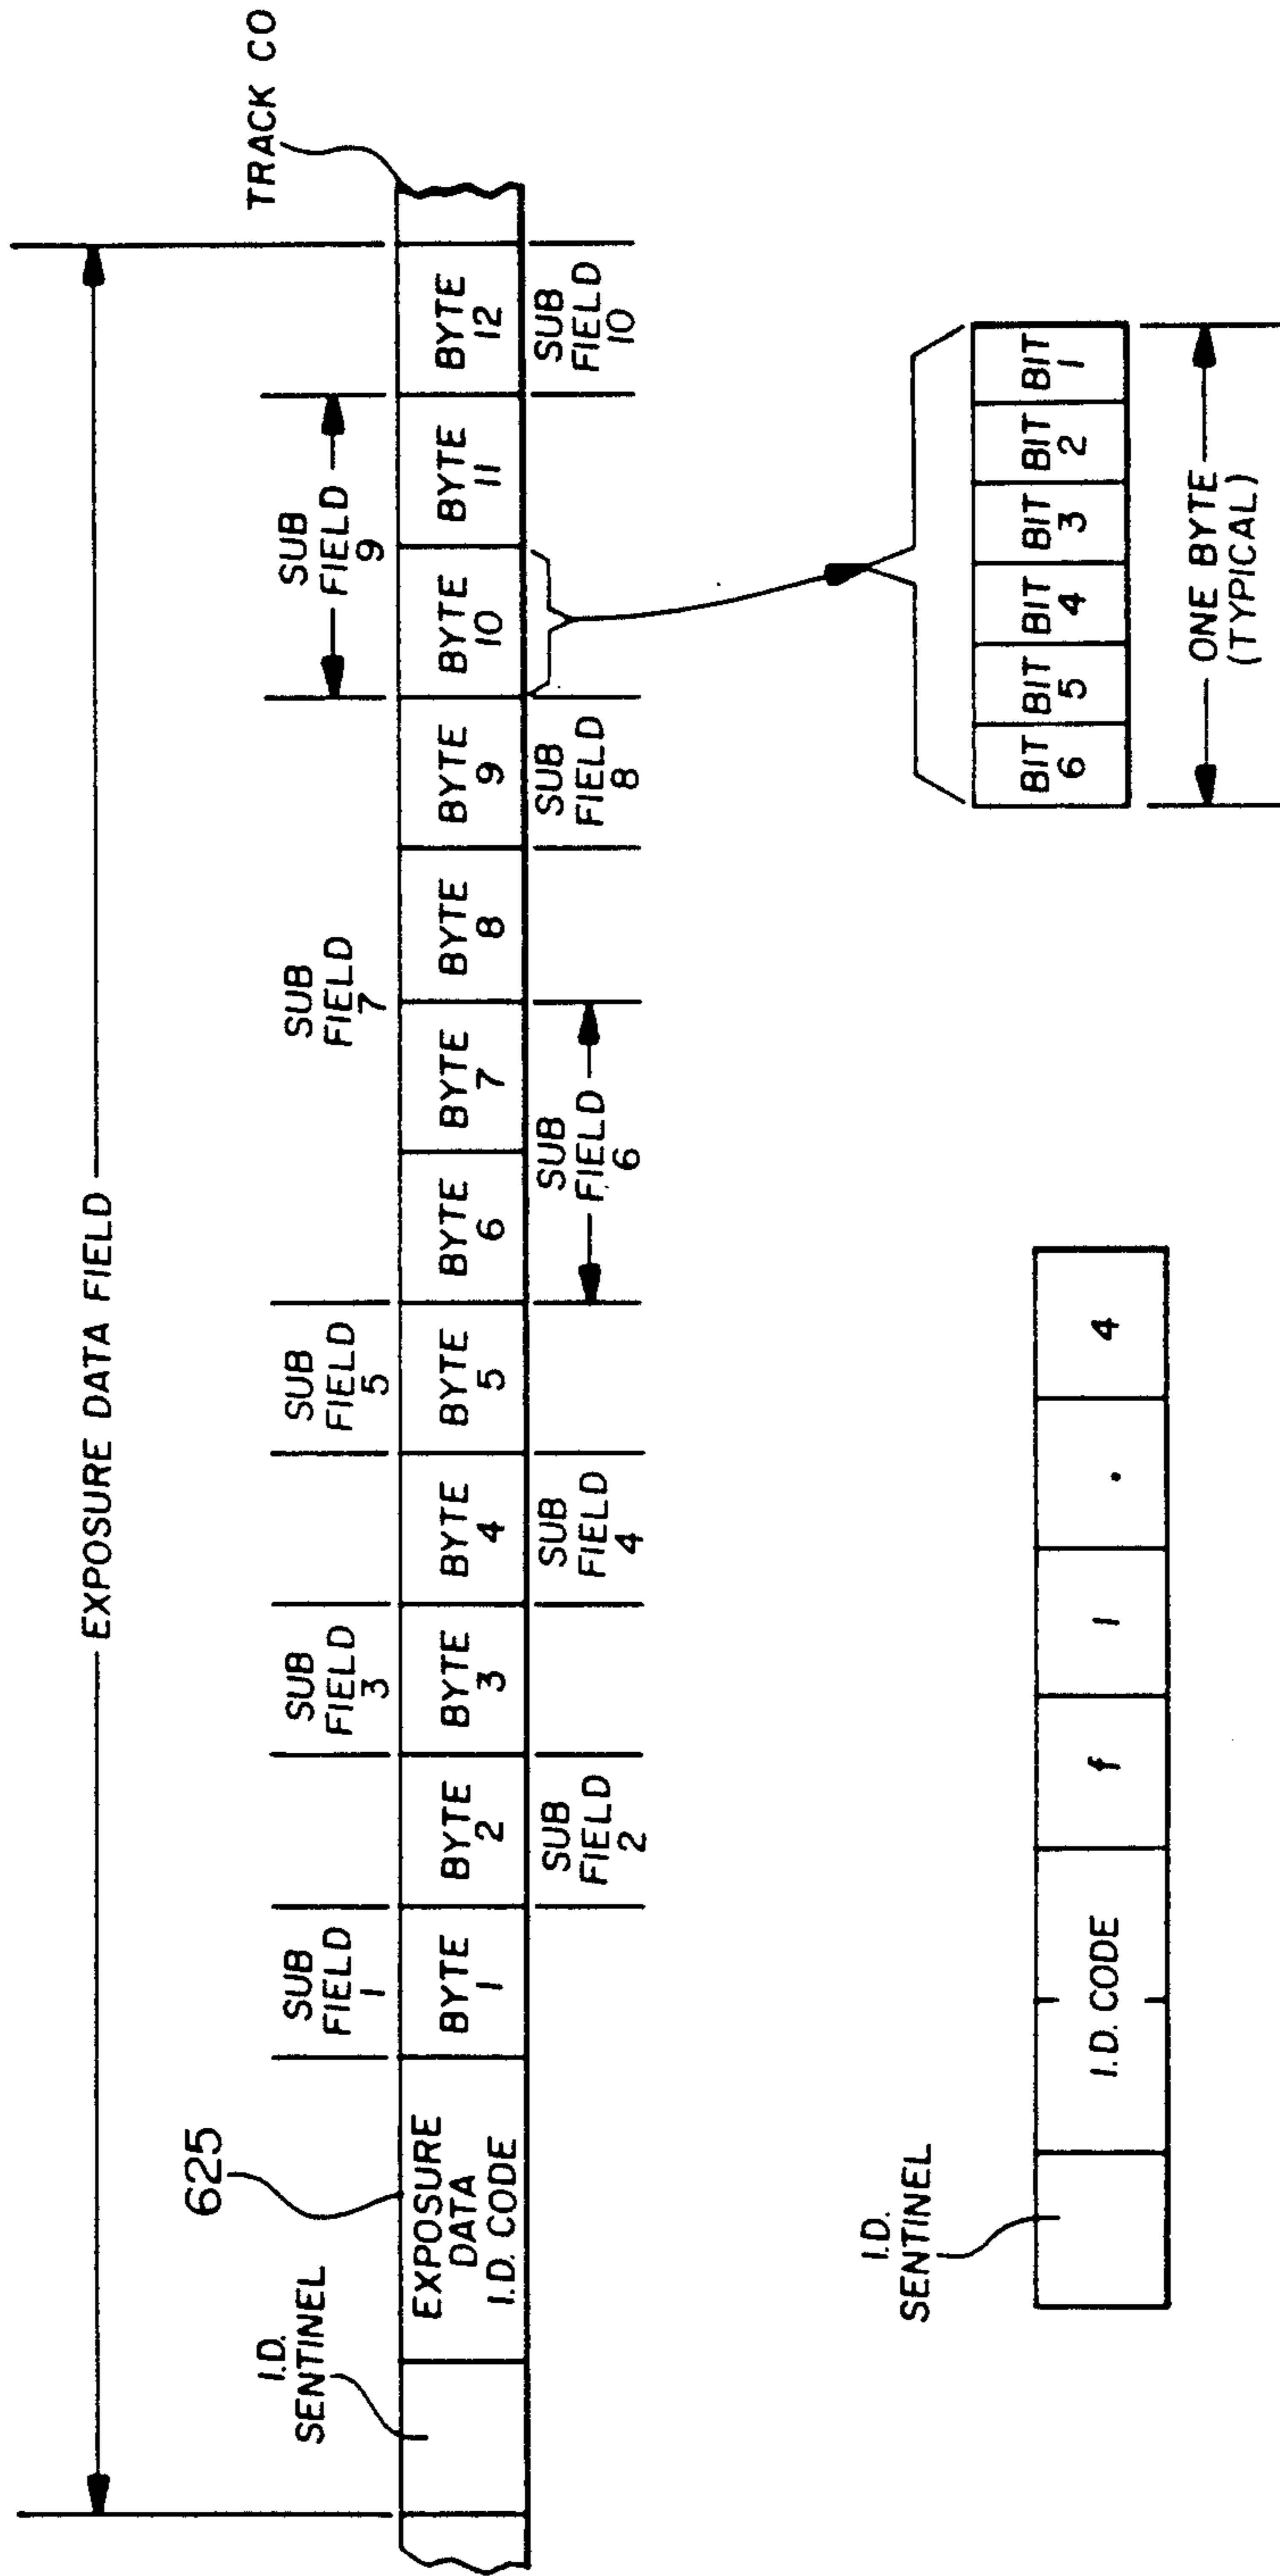 EXPOSURE DATA FIELD
TRACK CO
625
I.D.
SENTINEL
SUB
FIELD
1
SUB
FIELD
3
SUB
FIELD
5
SUB
FIELD
7
SUB
FIELD
9
EXPOSURE
DATA
I.D. CODE
BYTE
1
BYTE
2
BYTE
3
BYTE
4
BYTE
5
BYTE
6
BYTE
7
BYTE
8
BYTE
9
BYTE
10
BYTE
11
BYTE
12
SUB
FIELD
2
SUB
FIELD
4
SUB
FIELD
6
SUB
FIELD
8
SUB
FIELD
10
BIT
6
BIT
5
BIT
4
BIT
3
BIT
2
BIT
1
ONE BYTE
(TYPICAL)
I.D.
SENTINEL
I.D. CODE
f
1
.
4